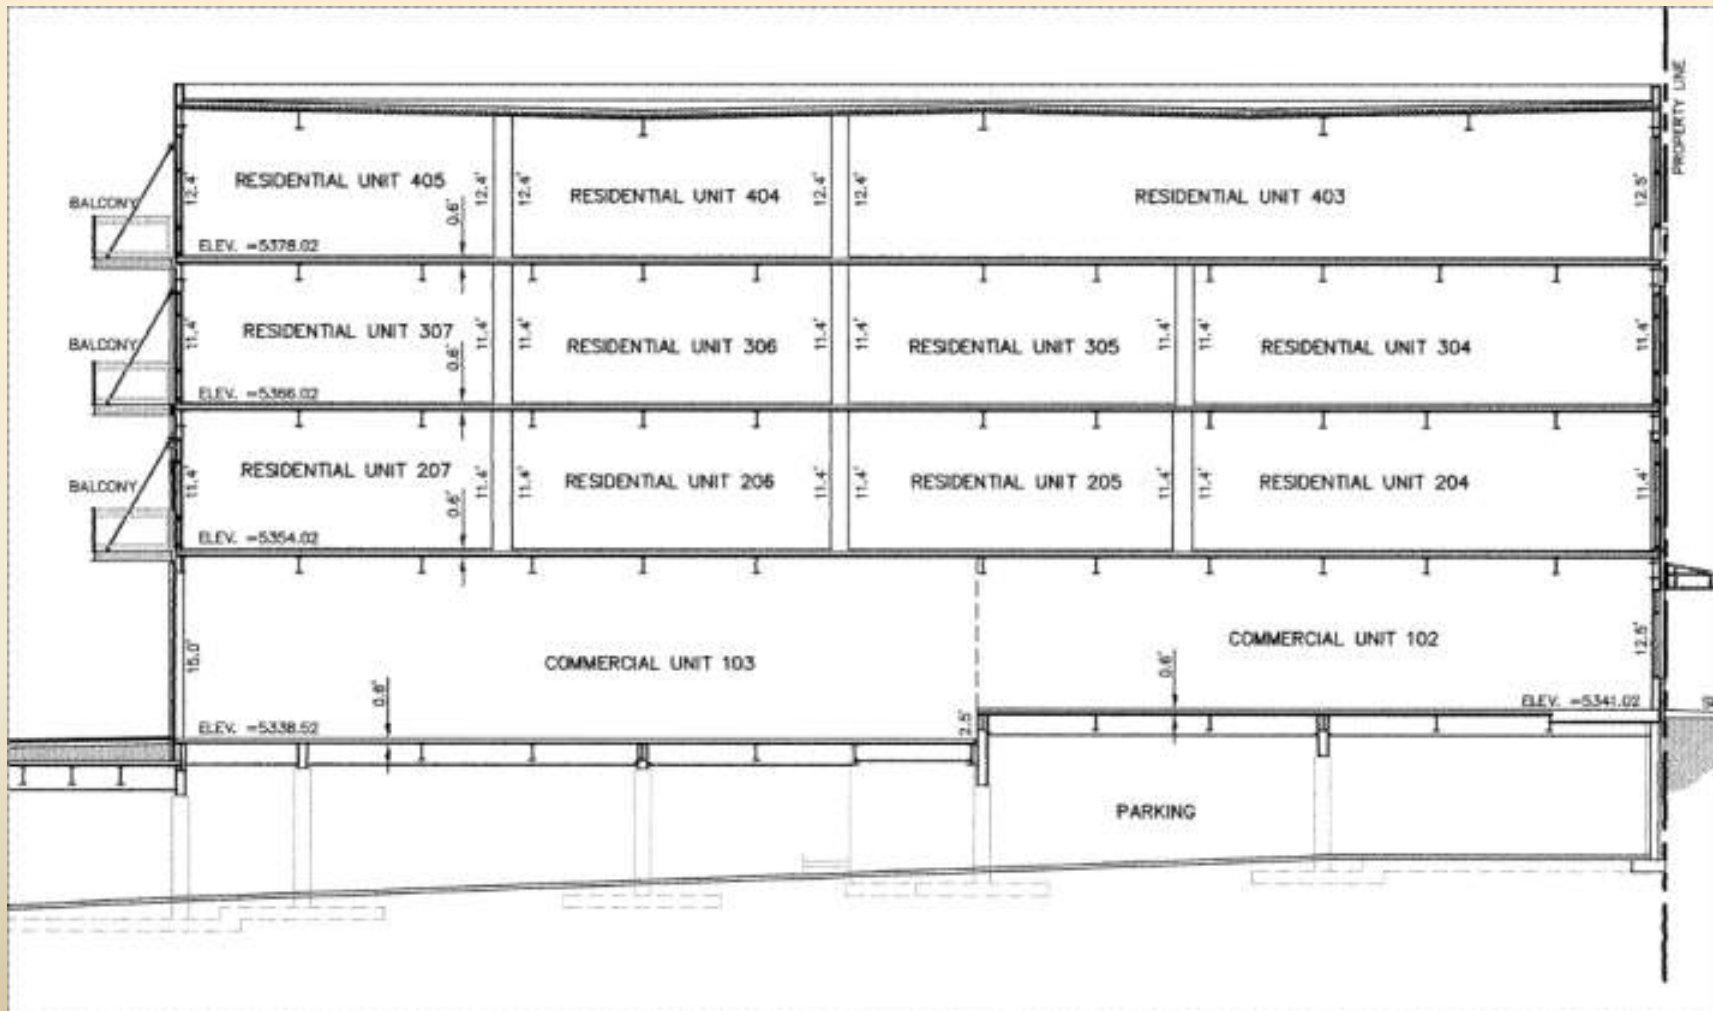 PROPERTY LINE
RESIDENTIAL UNIT 405
RESIDENTIAL UNIT 404
RESIDENTIAL UNIT 403
BALCONY
12.4'
12.4'
12.4'
12.4'
12.4'
12.5'
0.6'
ELEV. =5378.02
RESIDENTIAL UNIT 307
RESIDENTIAL UNIT 306
RESIDENTIAL UNIT 305
RESIDENTIAL UNIT 304
BALCONY
11.4'
11.4'
11.4'
11.4'
11.4'
11.4'
11.4'
11.4'
0.6'
ELEV. =5366.02
RESIDENTIAL UNIT 207
RESIDENTIAL UNIT 206
RESIDENTIAL UNIT 205
RESIDENTIAL UNIT 204
BALCONY
11.4'
11.4'
11.4'
11.4'
11.4'
11.4'
11.4'
11.4'
0.6'
ELEV. =5354.02
COMMERCIAL UNIT 103
COMMERCIAL UNIT 102
15.0'
12.5'
0.6'
0.6'
2.5'
ELEV. =5341.02
ELEV. =5338.52
PARKING